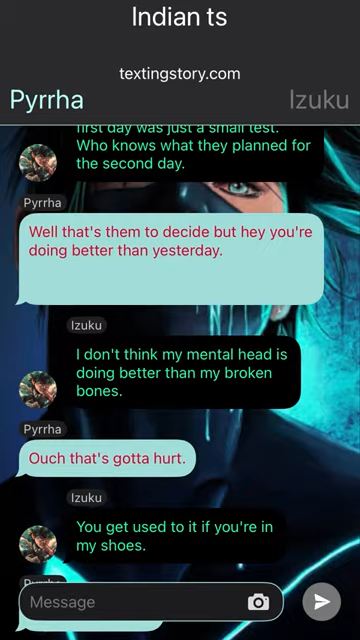 Indian ts
textingstory.com
Pyrrha
Izuku
first day was just a small test.
Who knows what they planned for
the second day.
Pyrrha
Well that's them to decide but hey you're
doing better than yesterday.
Izuku
I don't think my mental head is
doing better than my broken
bones.
Pyrrha
Ouch that's gotta hurt.
Izuku
You get used to it if you're in
my shoes.
Pyrrha
Message